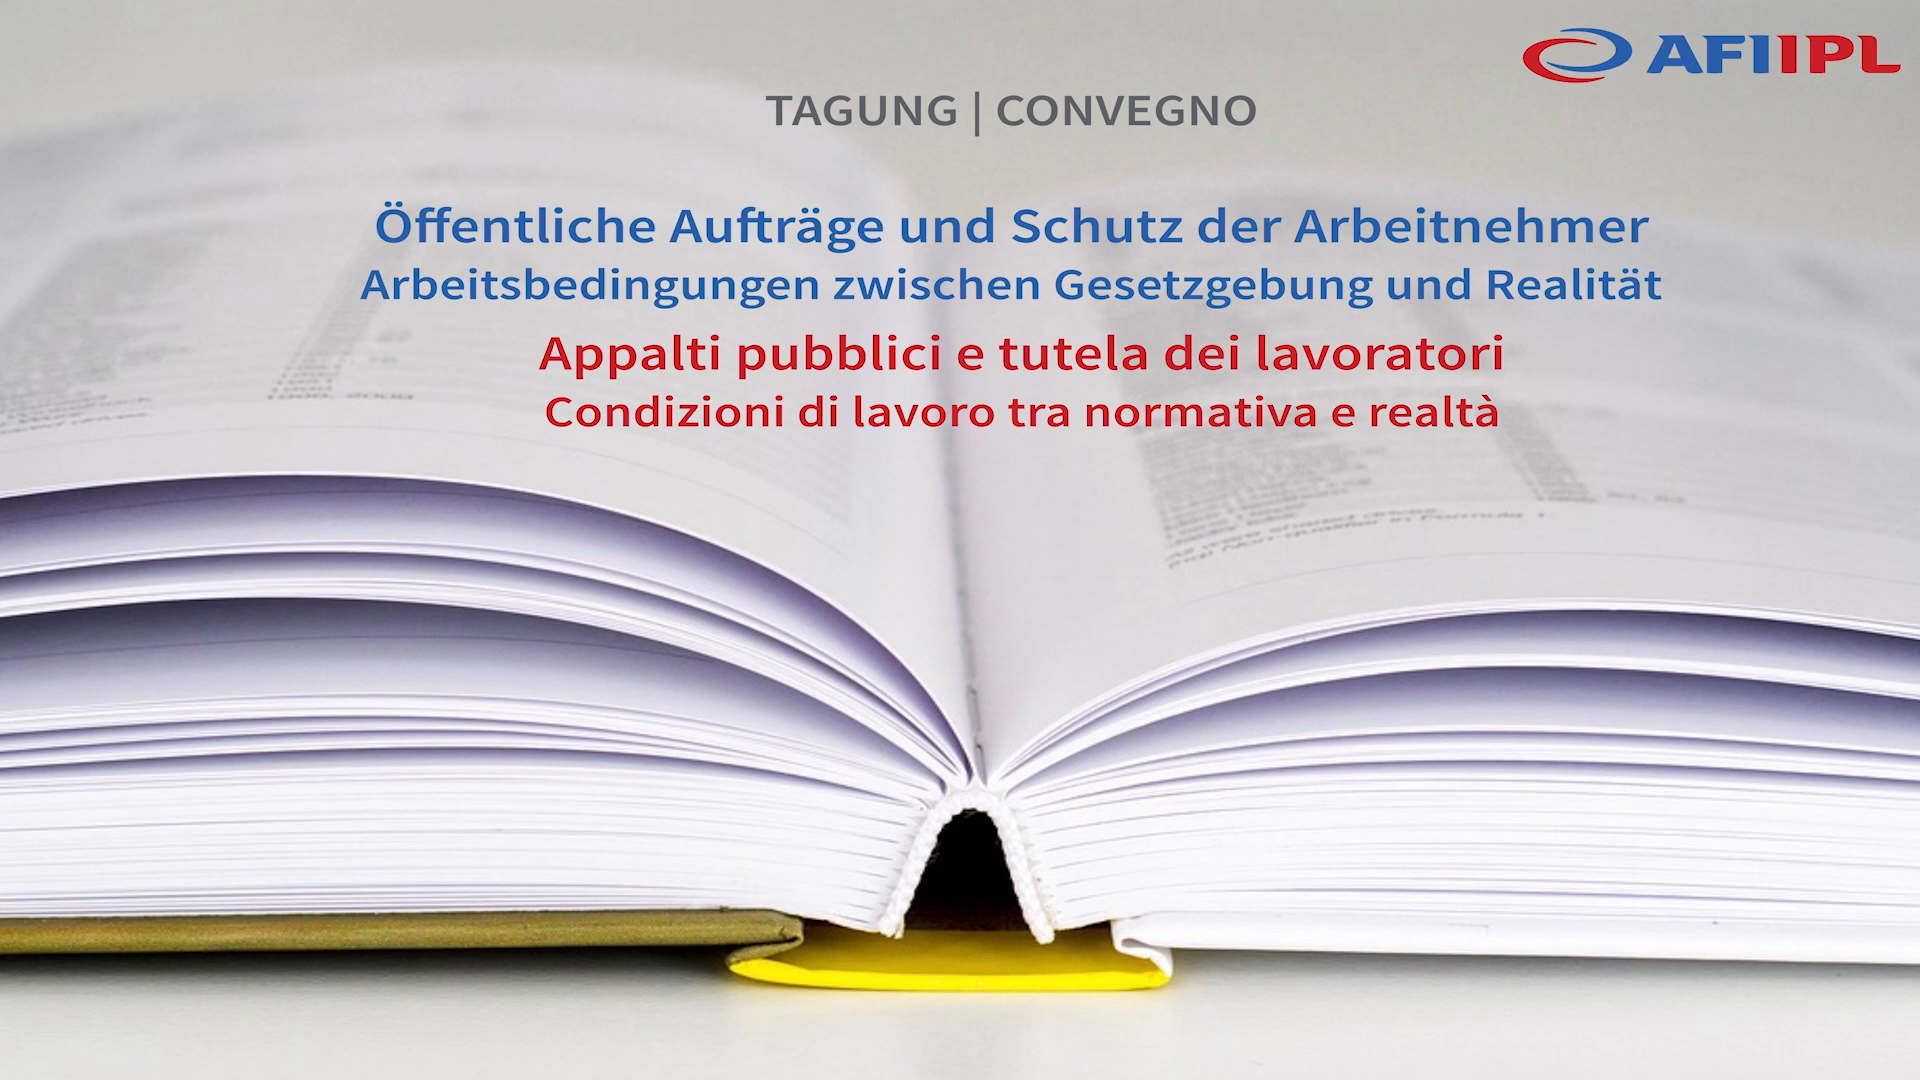 AFIIPL
TAGUNG | CONVEGNO
Öffentliche Aufträge und Schutz der Arbeitnehmer
Arbeitsbedingungen zwischen Gesetzgebung und Realität
Appalti pubblici e tutela dei lavoratori
Condizioni di lavoro tra normativa e realtà